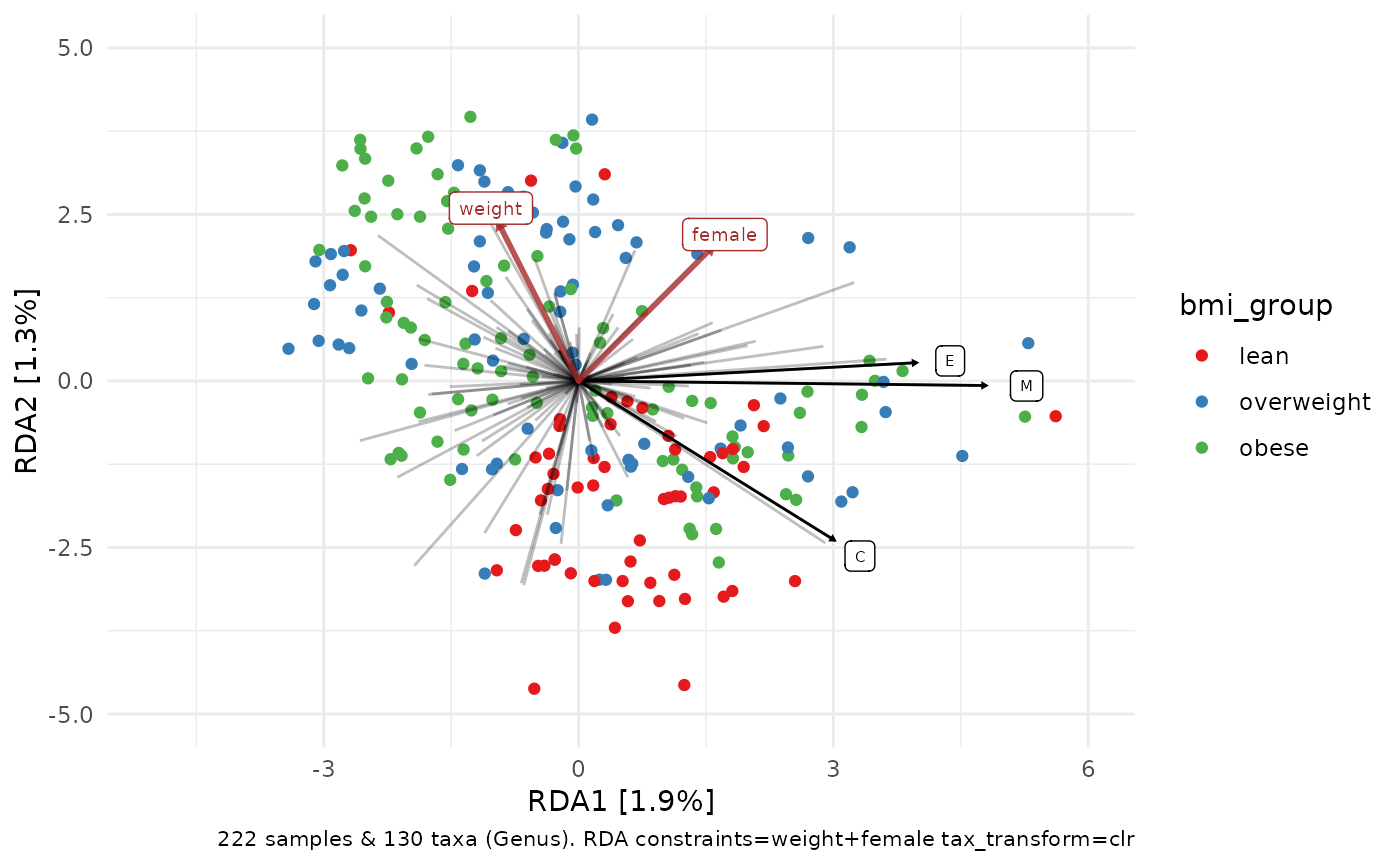 5.0
2.5
0.0
-2.5
-5.0
RDA2 [1.3%]
weight
female
E
M
C
-3
0
3
6
RDA1 [1.9%]
222 samples & 130 taxa (Genus). RDA constraints=weight+female tax_transform=clr
bmi_group
lean
overweight
obese